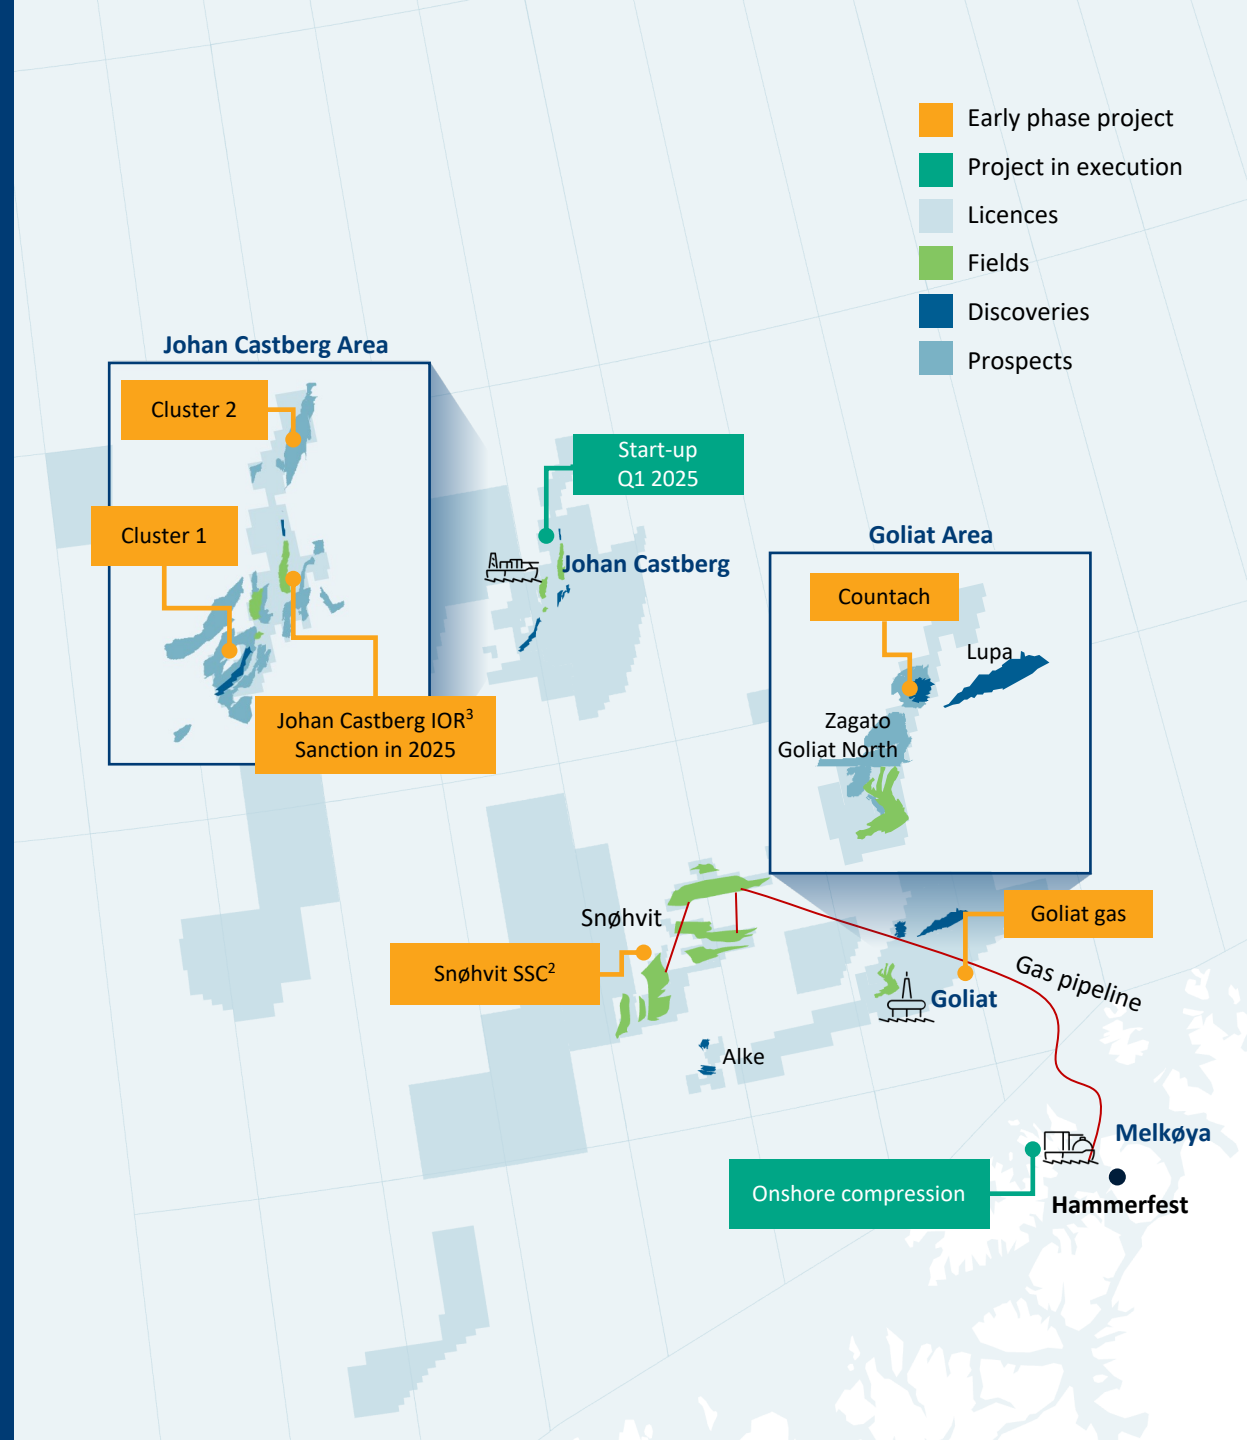 Early phase project
Project in execution
Licences
Fields
Discoveries
Prospects
Johan Castberg Area
Cluster 2
Cluster 1
Johan Castberg IOR³
Sanction in 2025
Start-up
Q1 2025
Johan Castberg
Goliat Area
Countach
Lupa
Zagato
Goliat North
Snøhvit
Snøhvit SSC²
Goliat gas
Gas pipeline
Goliat
Alke
Melkøya
Onshore compression
Hammerfest